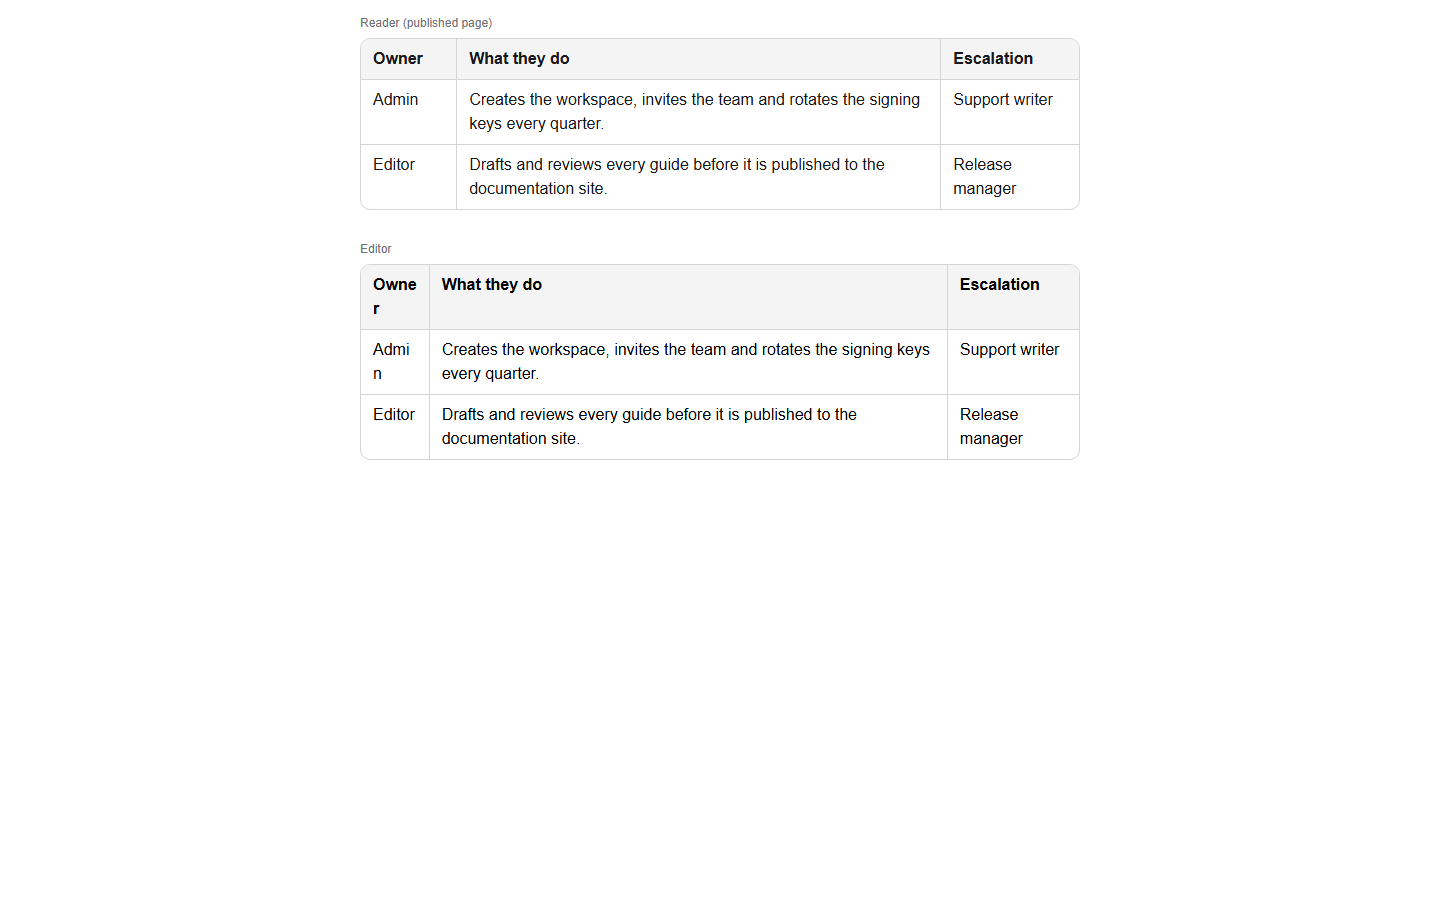 Reader (published page)
Owner What they do Escalation
Admin Creates the workspace, invites the team and rotates the signing Support writer
keys every quarter.
Editor Drafts and reviews every guide before it is published to the Release
documentation site. manager
Editor
Owne What they do Escalation
r
Admi Creates the workspace, invites the team and rotates the signing keys Support writer
n every quarter.
Editor Drafts and reviews every guide before it is published to the Release
documentation site. manager